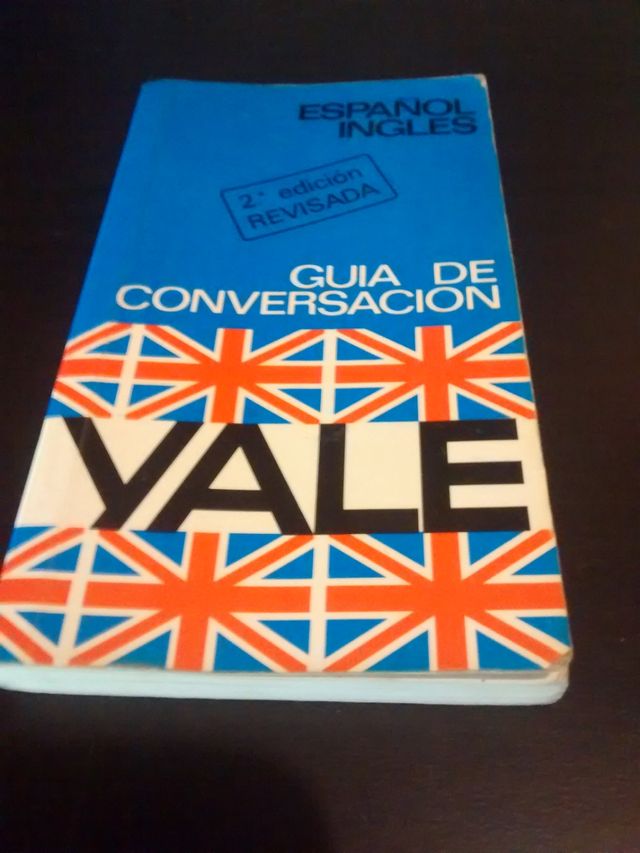 ESPAÑOL
INGLES
2.ª edición
REVISADA
GUIA DE
CONVERSACION
YALE